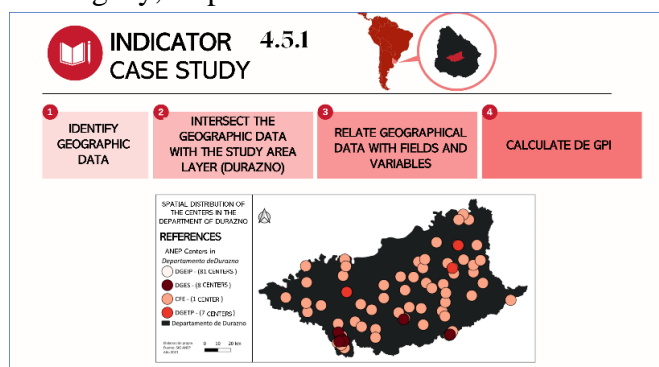 INDICATOR 4.5.1
CASE STUDY
1
IDENTIFY
GEOGRAPHIC
DATA
2
INTERSECT THE
GEOGRAPHIC DATA
WITH THE STUDY AREA
LAYER (DURAZNO)
3
RELATE GEOGRAPHICAL
DATA WITH FIELDS AND
VARIABLES
4
CALCULATE DE GPI
SPATIAL DISTRIBUTION OF
THE CENTERS IN THE
DEPARTMENT OF DURAZNO
REFERENCES
ANEP Centers in
Departamento deDurazno
DGEIP - (81 CENTERS )
DGES - (8 CENTERS)
CFE - (1 CENTER )
DGETP - (7 CENTERS)
Departamento de Durazno
0 10 20 km